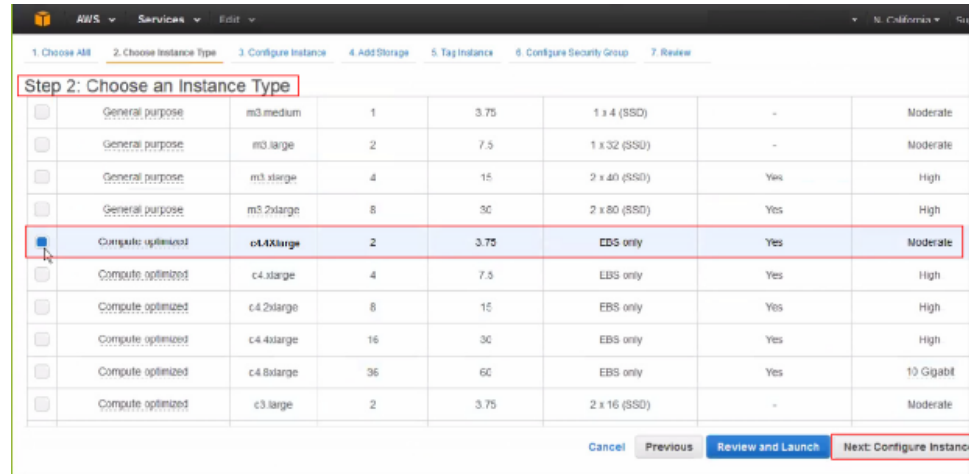 AWS Services Edit N. California Su
1. Choose AMI 2. Choose Instance Type 3. Configure Instance 4. Add Storage 5. Tag Instance 6. Configure Security Group 7. Review
Step 2: Choose an Instance Type
General purpose m3.medium 1 3.75 1 x 4 (SSD) - Moderate
General purpose m3.large 2 7.5 1 x 32 (SSD) - Moderate
General purpose m3.xlarge 4 15 2 x 40 (SSD) Yes High
General purpose m3.2xlarge 8 30 2 x 80 (SSD) Yes High
Compute optimized c4.4Xlarge 2 3.75 EBS only Yes Moderate
Compute optimized c4.xlarge 4 7.5 EBS only Yes High
Compute optimized c4.2xlarge 8 15 EBS only Yes High
Compute optimized c4.4xlarge 16 30 EBS only Yes High
Compute optimized c4.8xlarge 36 60 EBS only Yes 10 Gigabit
Compute optimized c3.large 2 3.75 2 x 16 (SSD) - Moderate
Cancel Previous Review and Launch Next: Configure Instanc